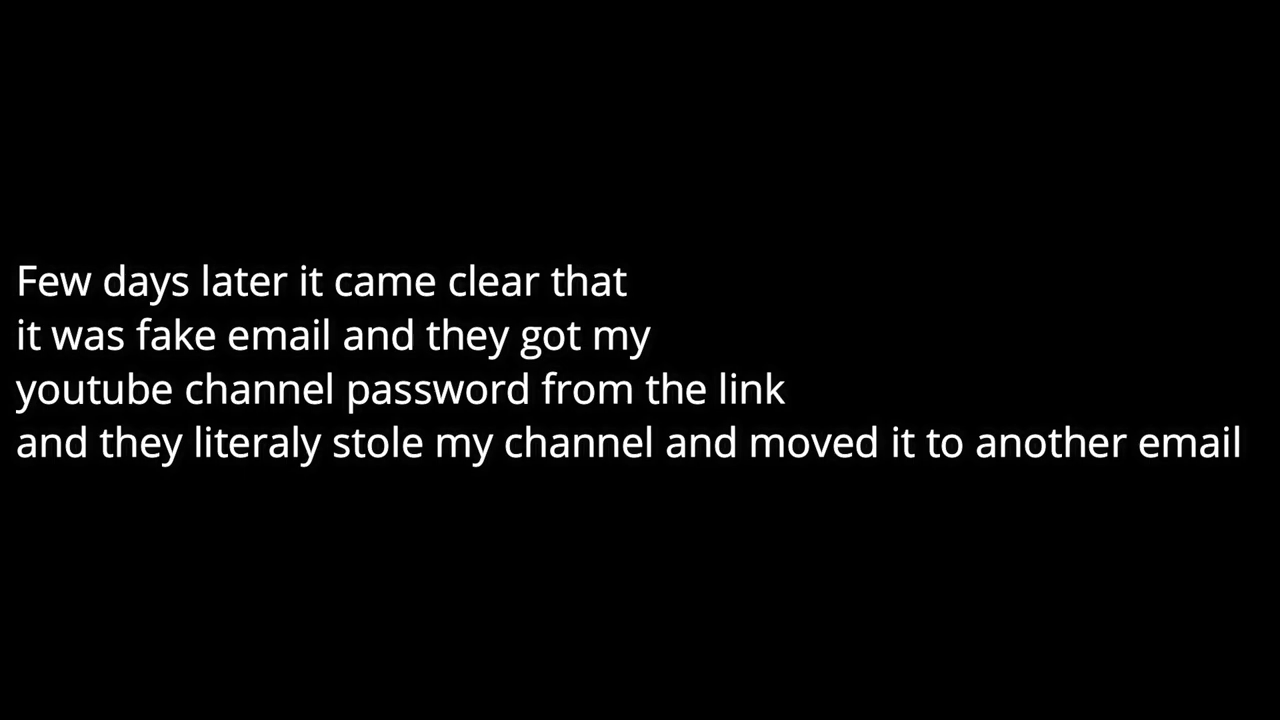 Few days later it came clear that
it was fake email and they got my
youtube channel password from the link
and they literaly stole my channel and moved it to another email